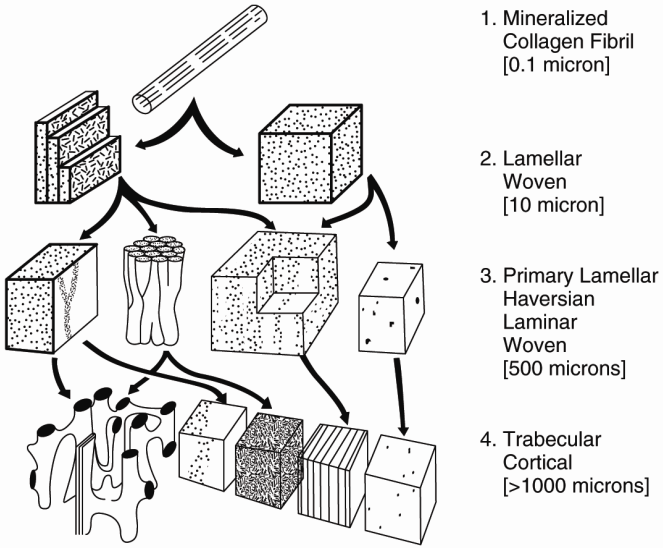 1. Mineralized
Collagen Fibril
[0.1 micron]
2. Lamellar
Woven
[10 micron]
3. Primary Lamellar
Haversian
Laminar
Woven
[500 microns]
4. Trabecular
Cortical
[>1000 microns]